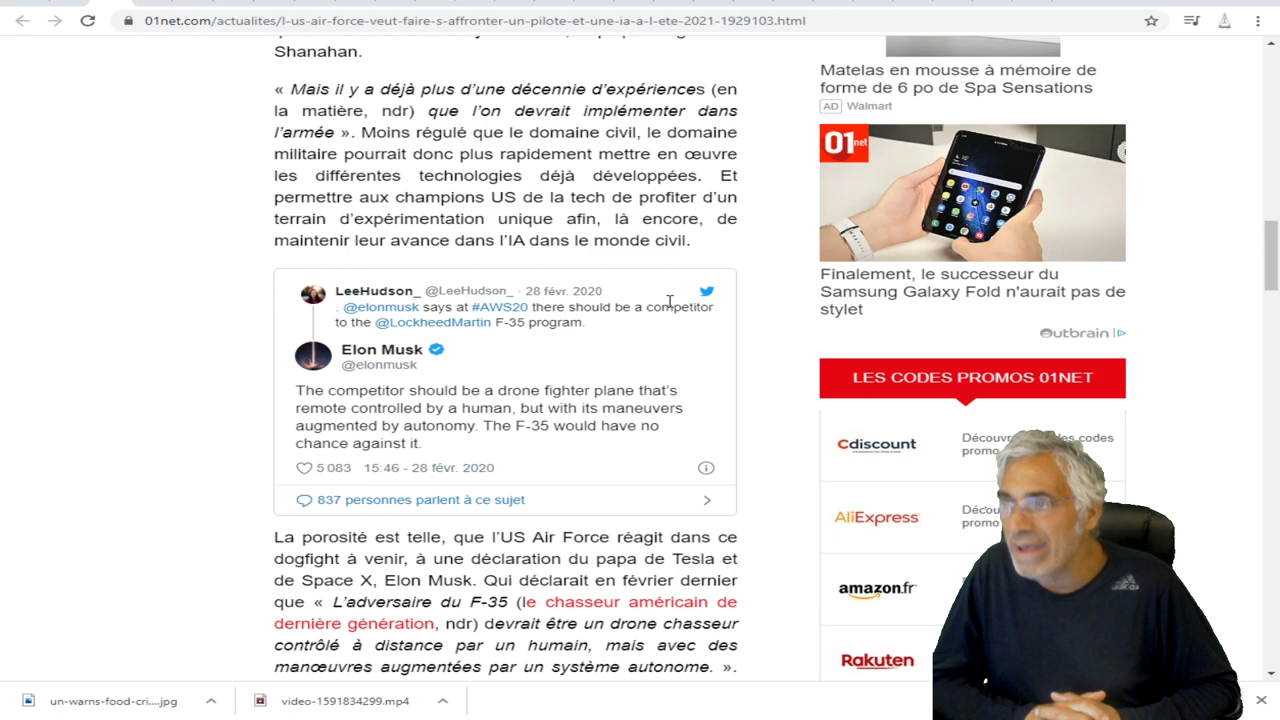 01net.com/actualites/l-us-air-force-veut-faire-s-affronter-un-pilote-et-une-ia-a-l-ete-2021-1929103.html
Shanahan.
« Mais il y a déjà plus d'une décennie d'expériences (en
la matière, ndr) que l'on devrait implémenter dans
l'armée ». Moins régulé que le domaine civil, le domaine
militaire pourrait donc plus rapidement mettre en œuvre
les différentes technologies déjà développées. Et
permettre aux champions US de la tech de profiter d'un
terrain d'expérimentation unique afin, là encore, de
maintenir leur avance dans l'IA dans le monde civil.
LeeHudson_ @LeeHudson_ · 28 févr. 2020
. @elonmusk says at #AWS20 there should be a competitor
to the @LockheedMartin F-35 program.
Elon Musk
@elonmusk
The competitor should be a drone fighter plane that's
remote controlled by a human, but with its maneuvers
augmented by autonomy. The F-35 would have no
chance against it.
5 083 15:46 - 28 févr. 2020
837 personnes parlent à ce sujet
La porosité est telle, que l'US Air Force réagit dans ce
dogfight à venir, à une déclaration du papa de Tesla et
de Space X, Elon Musk. Qui déclarait en février dernier
que « L'adversaire du F-35 (le chasseur américain de
dernière génération, ndr) devrait être un drone chasseur
contrôlé à distance par un humain, mais avec des
manœuvres augmentées par un système autonome. ».
Matelas en mousse à mémoire de
forme de 6 po de Spa Sensations
AD Walmart
01net
Finalement, le successeur du
Samsung Galaxy Fold n'aurait pas de
stylet
Outbrain
LES CODES PROMOS 01NET
Cdiscount
Découvrez les codes
promo
AliExpress
promo
amazon.fr
Rakuten
adidas
un-warns-food-cri....jpg
video-1591834299.mp4